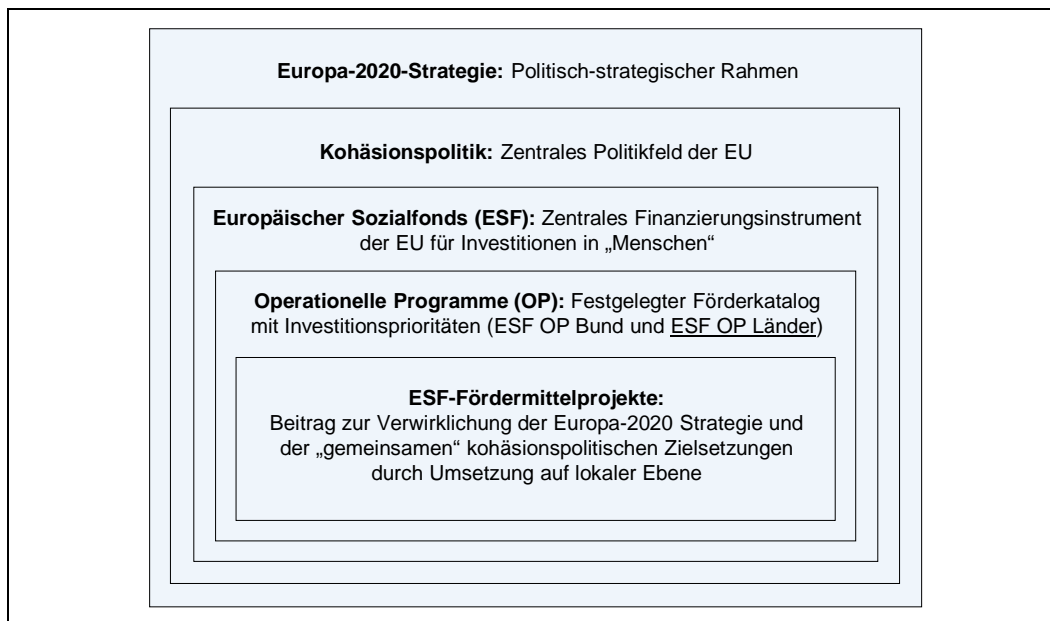 Europa-2020-Strategie: Politisch-strategischer Rahmen
Kohäsionspolitik: Zentrales Politikfeld der EU
Europäischer Sozialfonds (ESF): Zentrales Finanzierungsinstrument
der EU für Investitionen in „Menschen“
Operationelle Programme (OP): Festgelegter Förderkatalog
mit Investitionsprioritäten (ESF OP Bund und ESF OP Länder)
ESF-Fördermittelprojekte:
Beitrag zur Verwirklichung der Europa-2020 Strategie und
der „gemeinsamen“ kohäsionspolitischen Zielsetzungen
durch Umsetzung auf lokaler Ebene